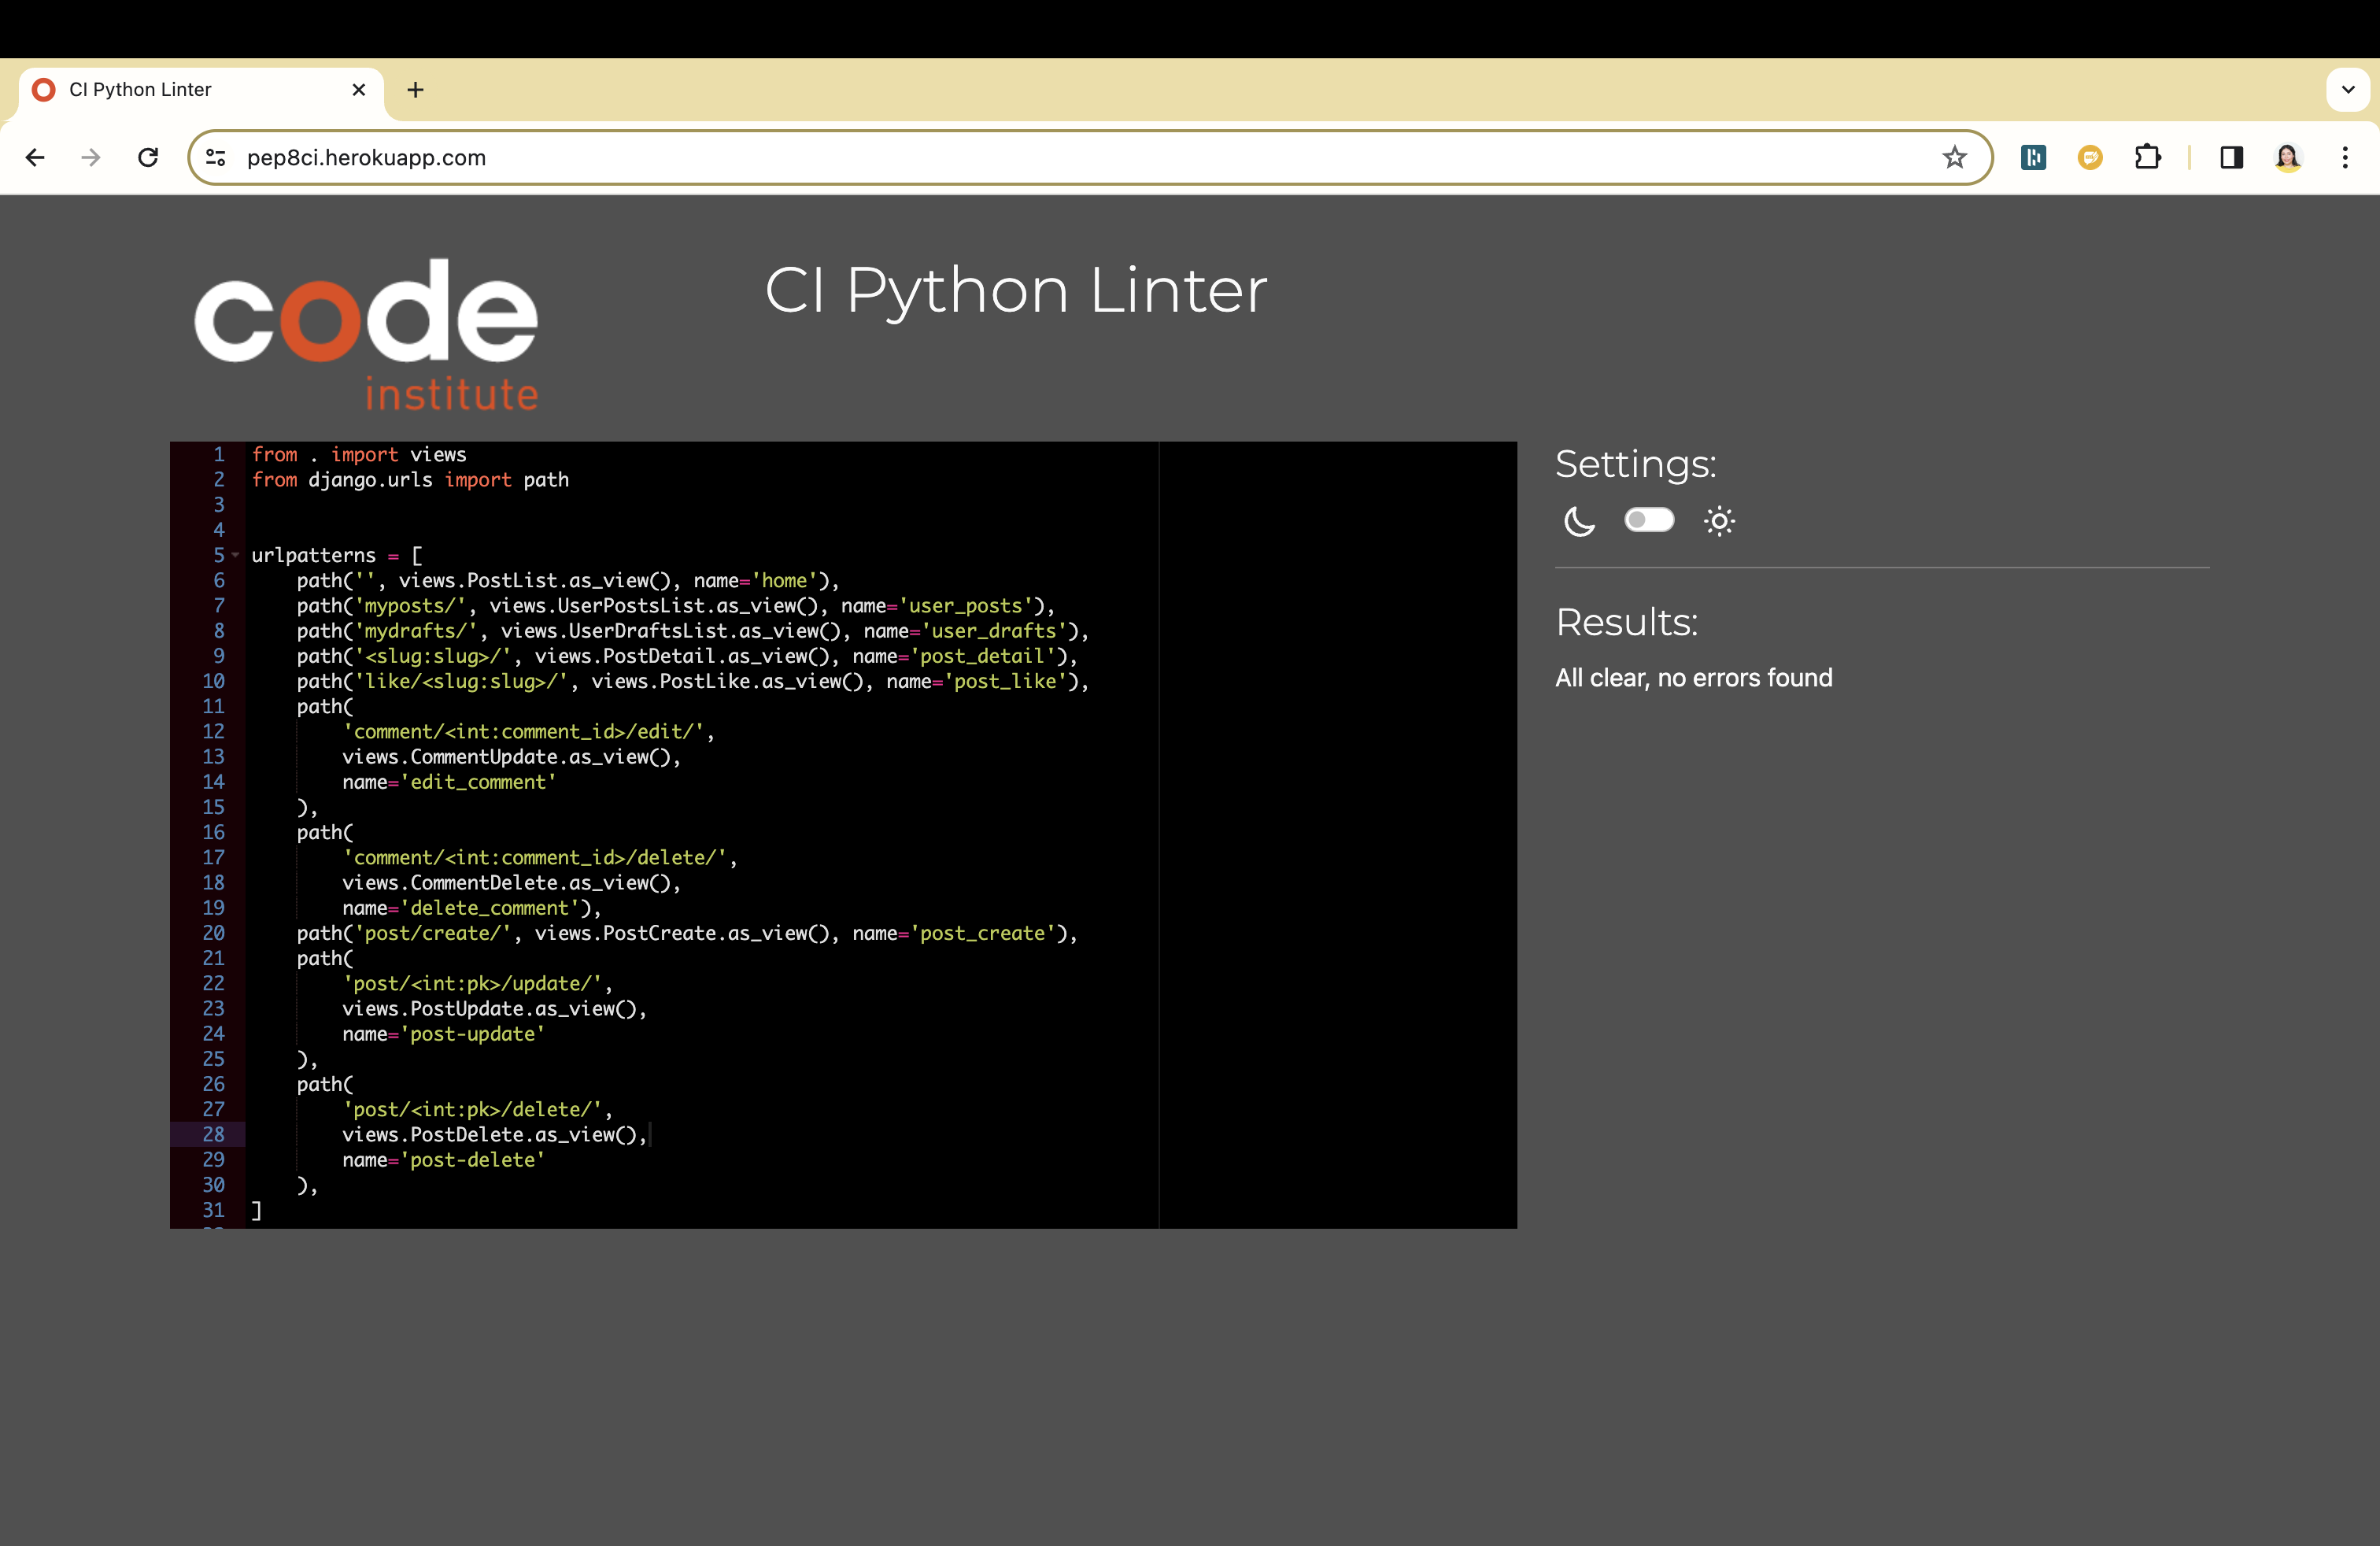 CI Python Linter
pep8ci.herokuapp.com
code
institute
CI Python Linter
1 from . import views
2 from django.urls import path
3
4
5 urlpatterns = [
6     path('', views.PostList.as_view(), name='home'),
7     path('myposts/', views.UserPostsList.as_view(), name='user_posts'),
8     path('mydrafts/', views.UserDraftsList.as_view(), name='user_drafts'),
9     path('<slug:slug>/', views.PostDetail.as_view(), name='post_detail'),
10     path('like/<slug:slug>/', views.PostLike.as_view(), name='post_like'),
11     path(
12         'comment/<int:comment_id>/edit/',
13         views.CommentUpdate.as_view(),
14         name='edit_comment'
15     ),
16     path(
17         'comment/<int:comment_id>/delete/',
18         views.CommentDelete.as_view(),
19         name='delete_comment'),
20     path('post/create/', views.PostCreate.as_view(), name='post_create'),
21     path(
22         'post/<int:pk>/update/',
23         views.PostUpdate.as_view(),
24         name='post-update'
25     ),
26     path(
27         'post/<int:pk>/delete/',
28         views.PostDelete.as_view(),
29         name='post-delete'
30     ),
31 ]
Settings:
Results:
All clear, no errors found